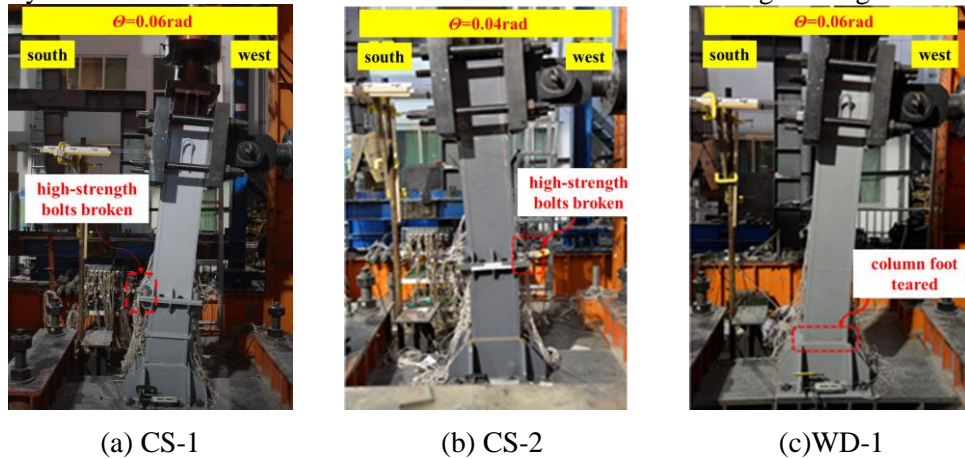 Θ=0.06rad
south
west
high-strength
bolts broken
Θ=0.04rad
south
west
high-strength
bolts broken
Θ=0.06rad
south
west
column foot
teared
(a) CS-1
(b) CS-2
(c)WD-1